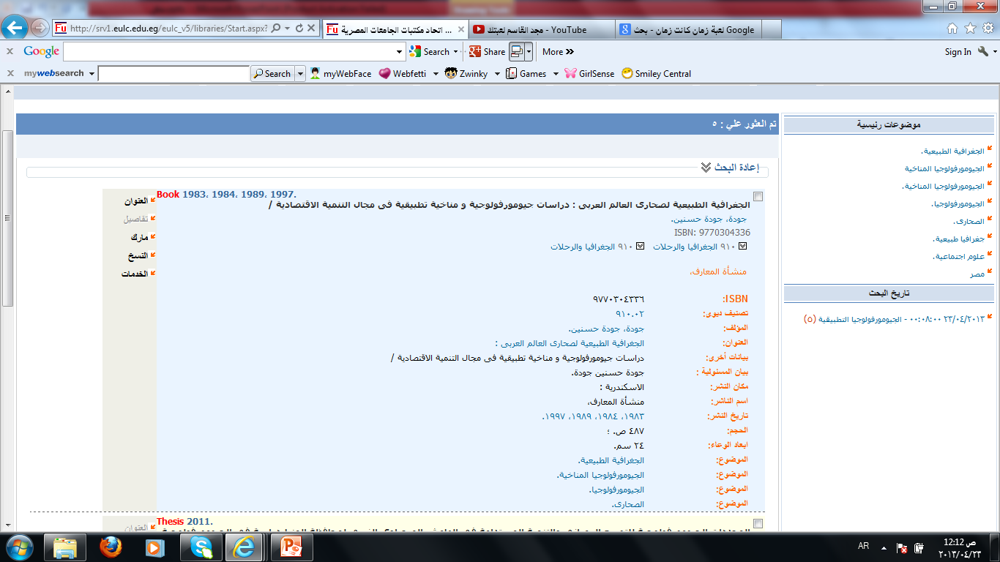 http://srv1.eulc.edu.eg/eulc_v5/libraries/Start.aspx?
اتحاد مكتبات الجامعات المصرية ...
مجد القاسم لعبتك - YouTube
لعبة زمان كانت زمان - بحث Google
Google
Search
Share
More »
Sign In
mywebsearch
Search
myWebFace
Webfetti
Zwinky
Games
GirlSense
Smiley Central
تم العثور علي : ٥
موضوعات رئيسية
الجغرافية الطبيعية.
الجيومورفولوجيا المناخية
الجيومورفولوجيا المناخية.
الجيومورفولوجيا.
الصحارى.
جغرافيا طبيعية.
علوم اجتماعية.
مصر
تاريخ البحث
٢٣/٠٤/٢٠١٣ ٠٠:٠٨:٠٠ - الجيومورفولوجيا التطبيقية (٥)
إعادة البحث
Book 1983، 1984، 1989، 1997.
الجغرافية الطبيعية لصحارى العالم العربى : دراسات جيومورفولوجية و مناخية تطبيقية فى مجال التنمية الاقتصادية /
جودة، جودة حسنين.
ISBN: 9770304336
٩١٠ الجغرافيا والرحلات ٩١٠ الجغرافيا والرحلات
منشأة المعارف،
العنوان
تفاصيل
مارك
النسخ
الخدمات
ISBN: ٩٧٧٠٣٠٤٣٣٦
تصنيف ديوى: ٩١٠.٠٢
المؤلف: جودة، جودة حسنين.
العنوان: الجغرافية الطبيعية لصحارى العالم العربى :
بيانات أخرى: دراسات جيومورفولوجية و مناخية تطبيقية فى مجال التنمية الاقتصادية /
بيان المسئولية : جودة حسنين جودة.
مكان النشر: الاسكندرية :
اسم الناشر: منشأة المعارف،
تاريخ النشر: ١٩٨٣، ١٩٨٤، ١٩٨٩، ١٩٩٧.
الحجم: ٤٨٧ ص. ؛
ابعاد الوعاء: ٢٤ سم.
الموضوع: الجغرافية الطبيعية.
الموضوع: الجيومورفولوجيا المناخية.
الموضوع: الجيومورفولوجيا.
الموضوع: الصحارى.
Thesis 2011.
العنوان
AR
12:12 ص
٢٠١٣/٠٤/٢٣